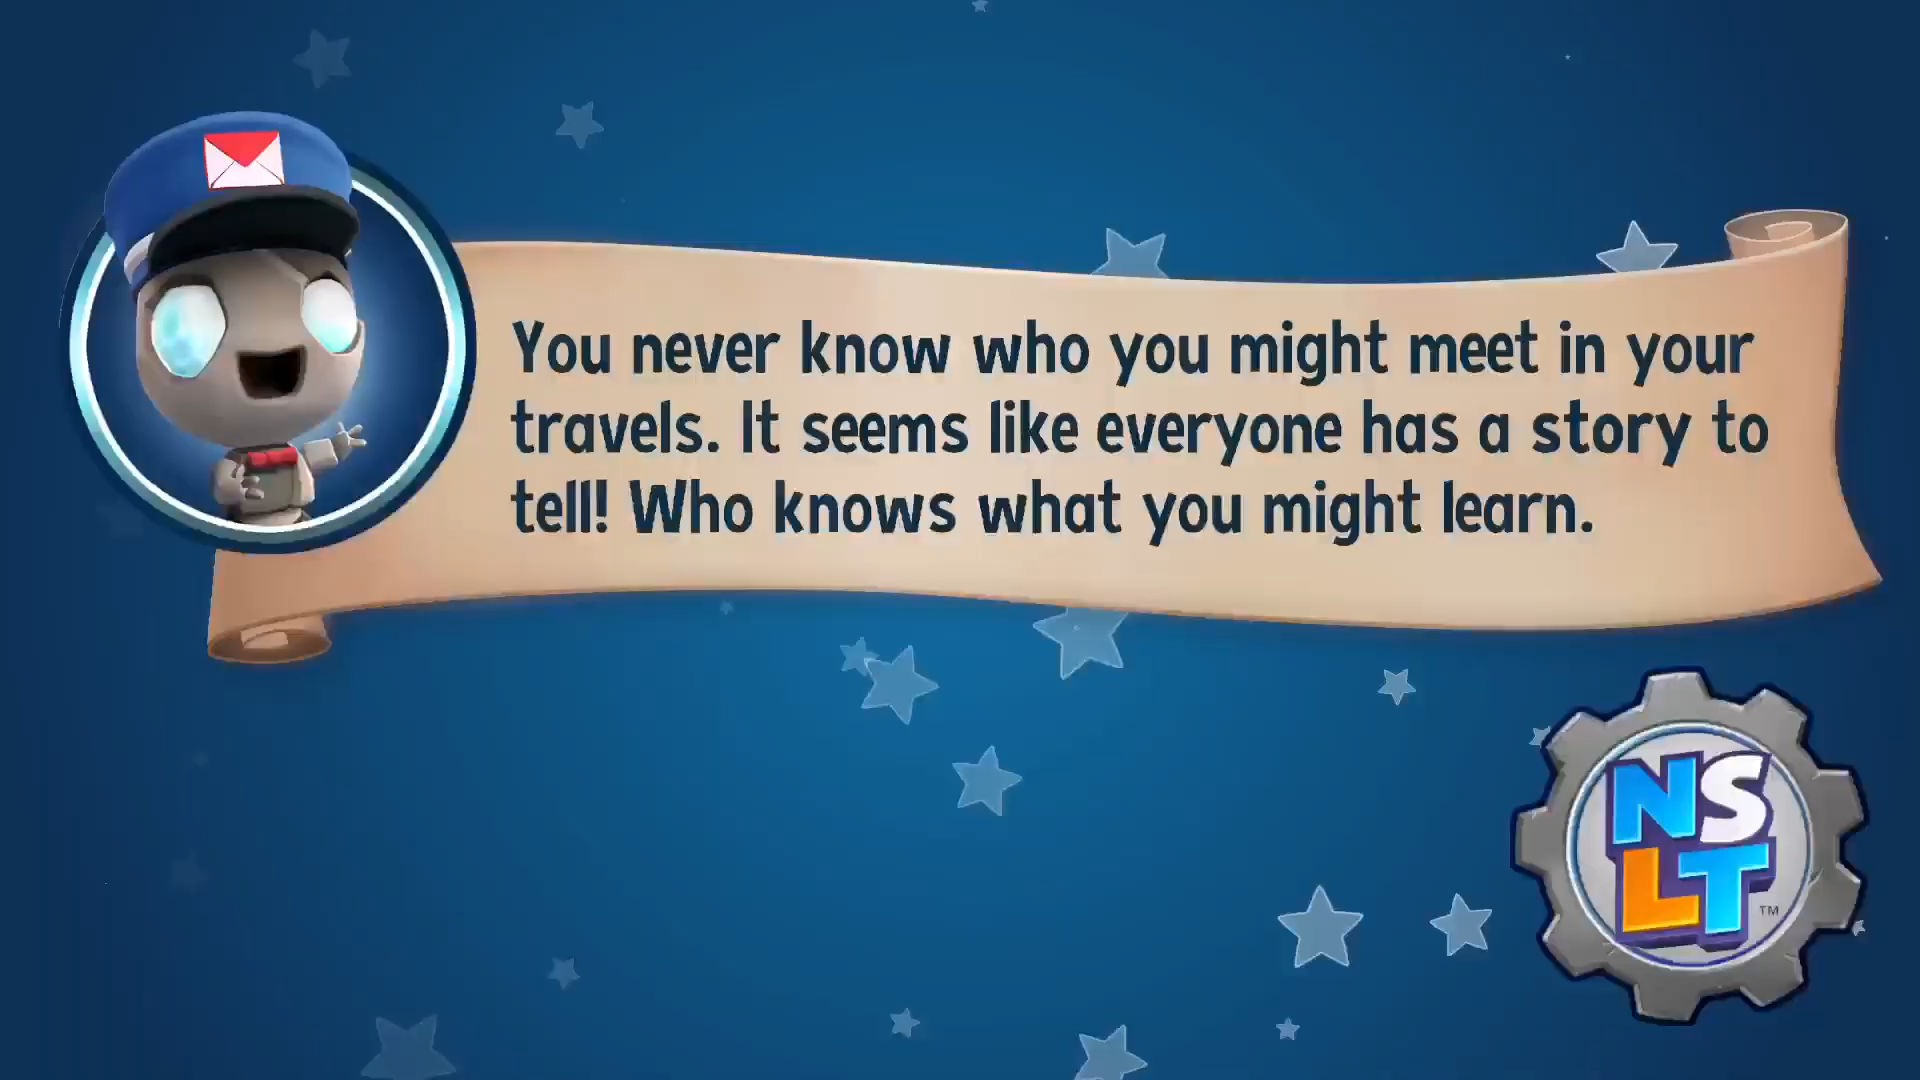 You never know who you might meet in your
travels. It seems like everyone has a story to
tell! Who knows what you might learn.
NS
LT
TM